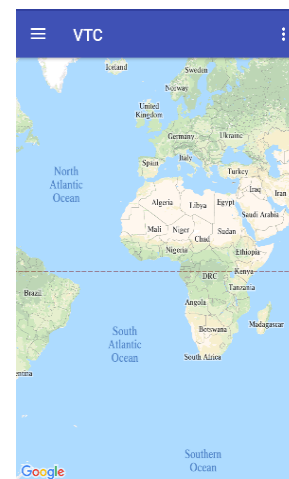 VTC
Iceland
Sweden
Norway
United
Kingdom
Germany
Ukraine
Spain
Italy
Turkey
North
Atlantic
Ocean
Iraq
Iran
Algeria
Libya
Egypt
Saudi Arabia
Mali
Niger
Chad
Sudan
Nigeria
Ethiopia
DRC
Kenya
Brazil
Tanzania
Angola
South
Atlantic
Ocean
Botswana
Madagascar
South Africa
entina
Southern
Ocean
Google